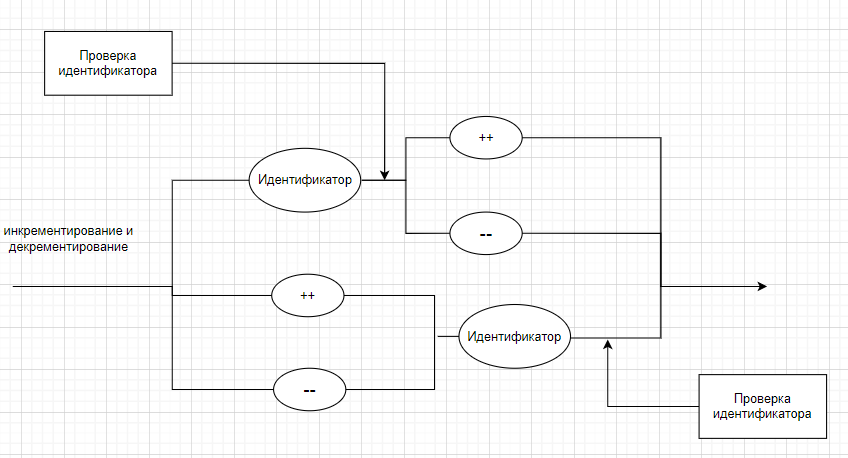 Проверка
идентификатора
++
Идентификатор
--
инкрементирование и
декрементирование
++
Идентификатор
--
Проверка
идентификатора